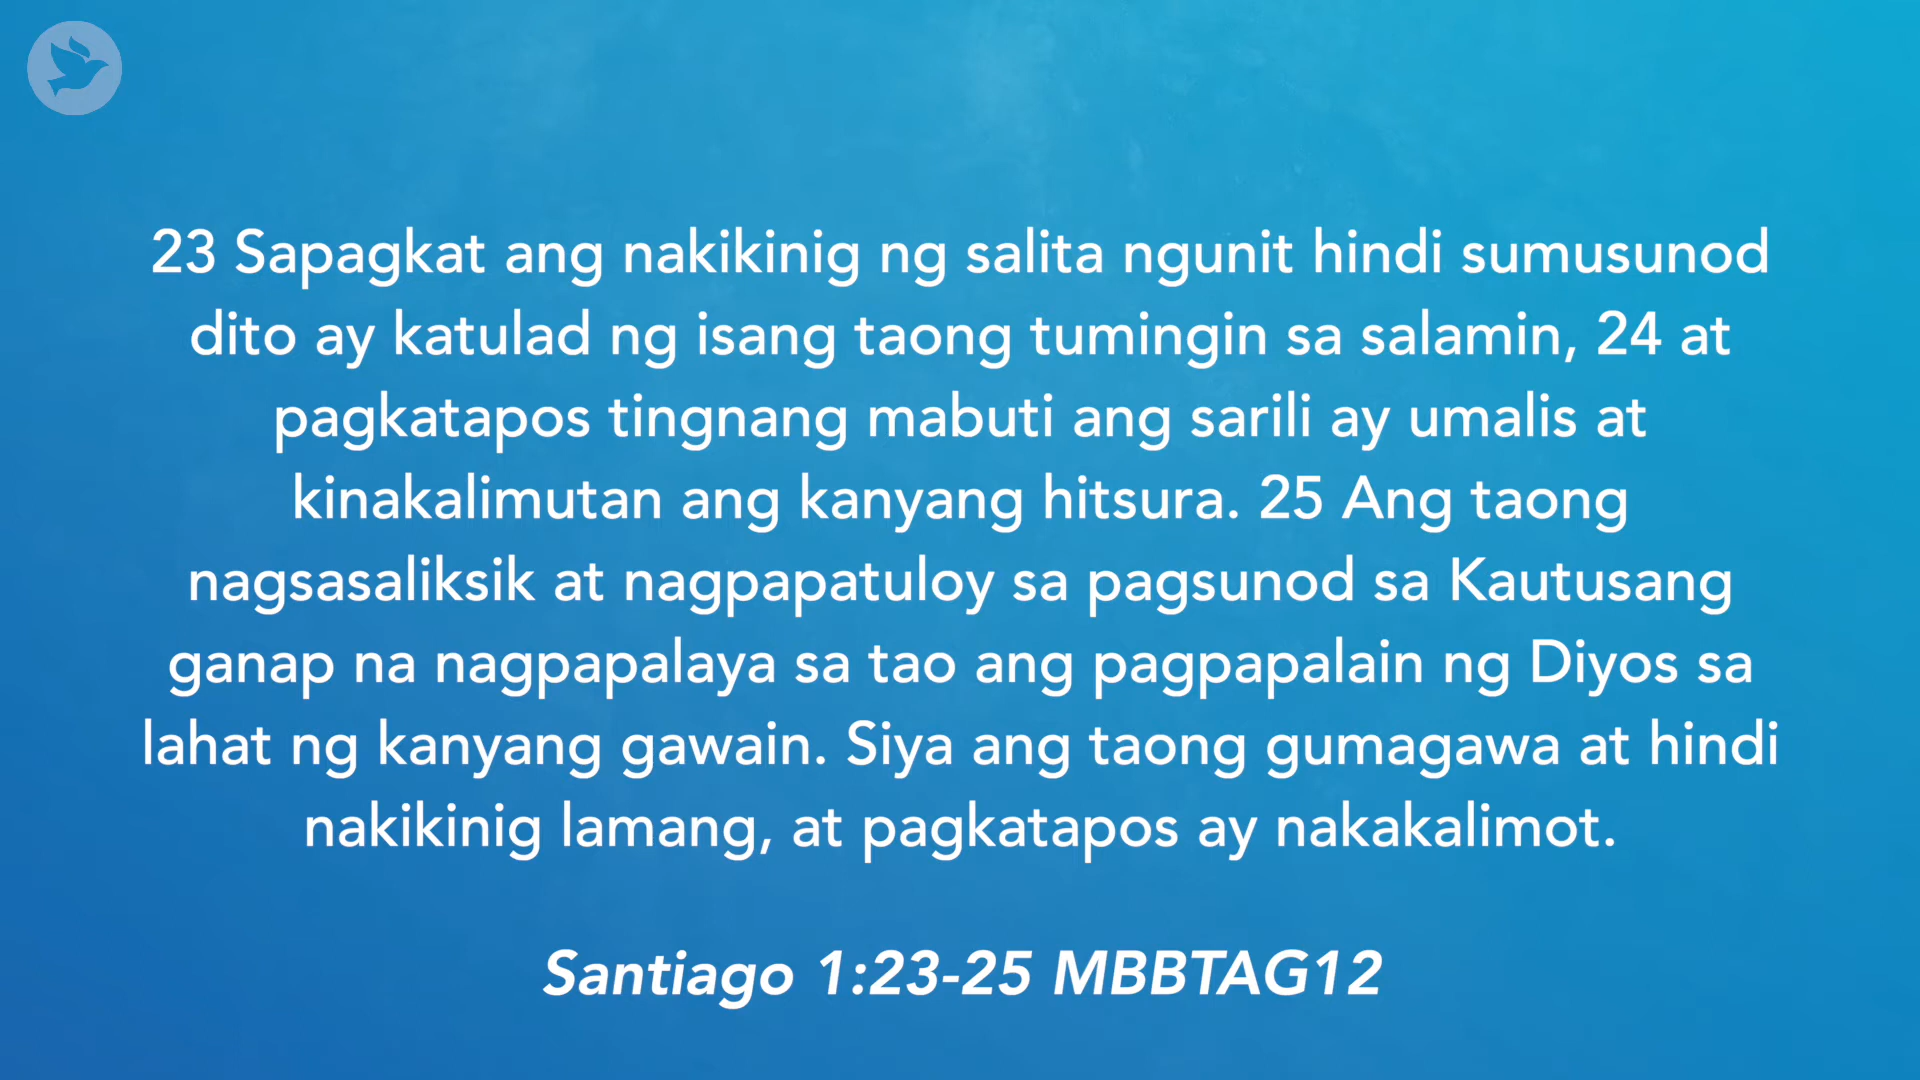 23 Sapagkat ang nakikinig ng salita ngunit hindi sumusunod
dito ay katulad ng isang taong tumingin sa salamin, 24 at
pagkatapos tingnang mabuti ang sarili ay umalis at
kinakalimutan ang kanyang hitsura. 25 Ang taong
nagsasaliksik at nagpapatuloy sa pagsunod sa Kautusang
ganap na nagpapalaya sa tao ang pagpapalain ng Diyos sa
lahat ng kanyang gawain. Siya ang taong gumagawa at hindi
nakikinig lamang, at pagkatapos ay nakakalimot.
Santiago 1:23-25 MBBTAG12